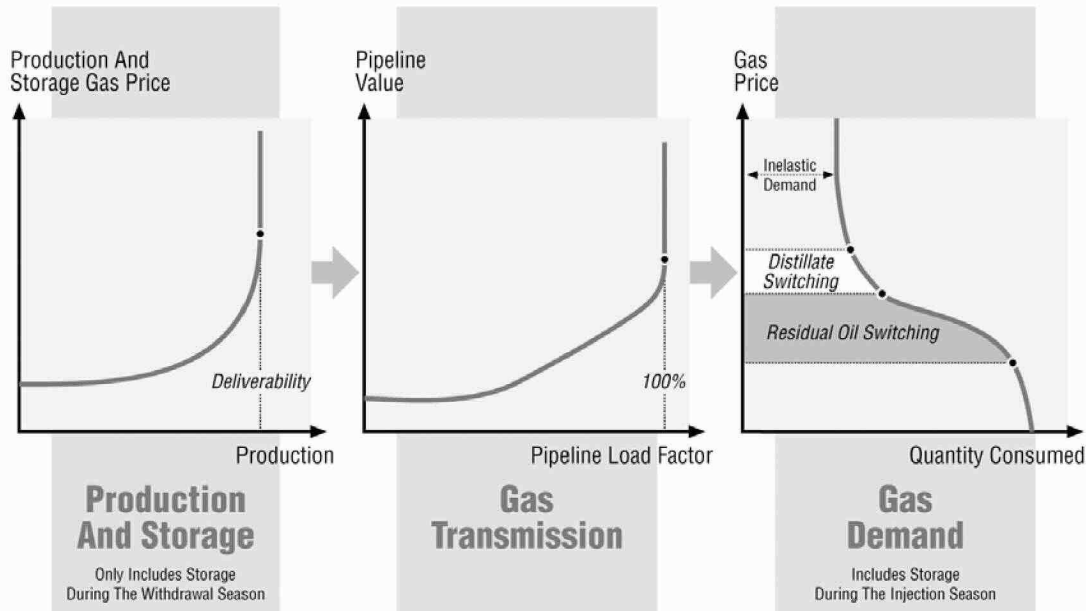 Production And
Storage Gas Price
Deliverability
Production
Production
And Storage
Only Includes Storage
During The Withdrawal Season
Pipeline
Value
100%
Pipeline Load Factor
Gas
Transmission
Gas
Price
Inelastic
Demand
Distillate
Switching
Residual Oil Switching
Quantity Consumed
Gas
Demand
Includes Storage
During The Injection Season